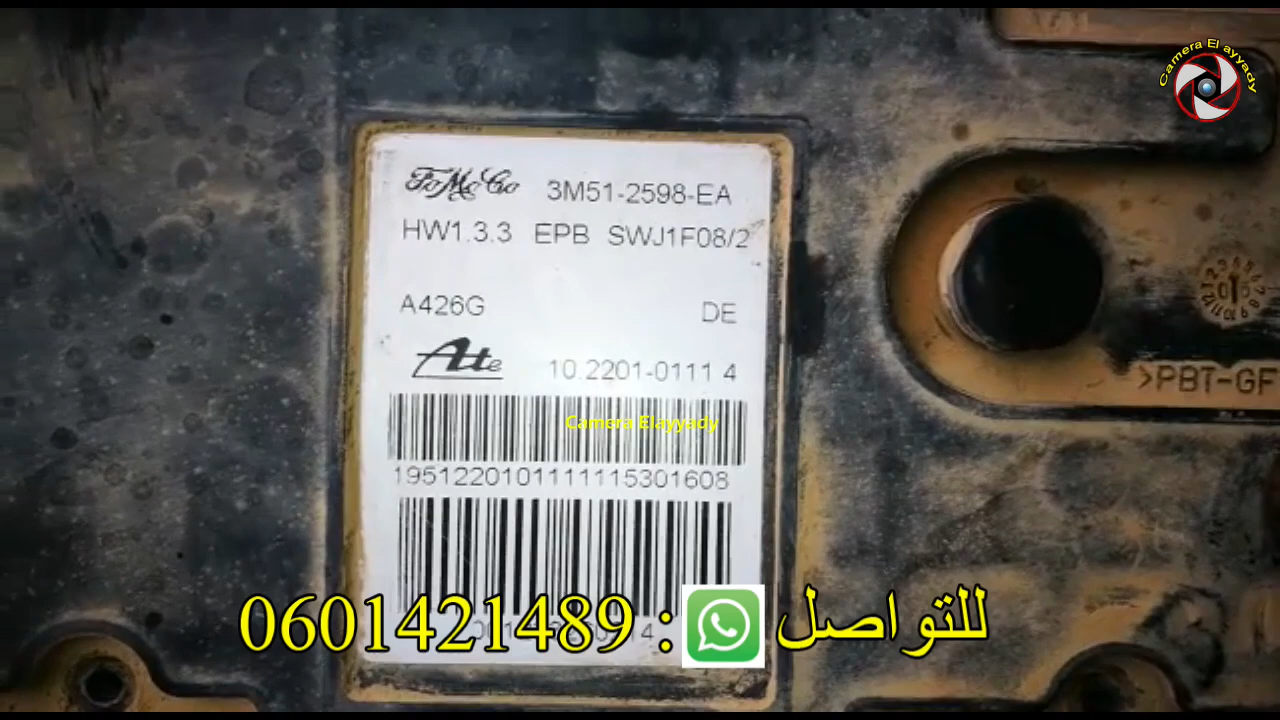 Camera El ayyady
FoMoCo 3M51-2598-EA
HW1.3.3 EPB SWJ1F08/2
A426G DE
Ate 10.2201-0111 4
Camera Elayyady
1951220101111115301608
>PBT-GF
للتواصل : 0601421489